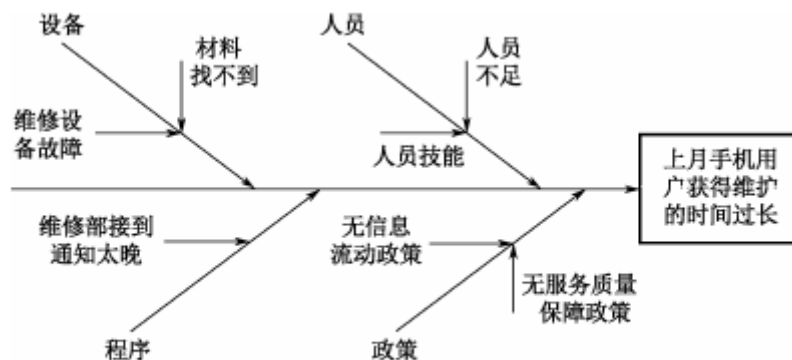 设备
人员
材料
找不到
人员
不足
维修设
备故障
人员技能
上月手机用
户获得维护
的时间过长
维修部接到
通知太晚
无信息
流动政策
无服务质量
保障政策
程序
政策